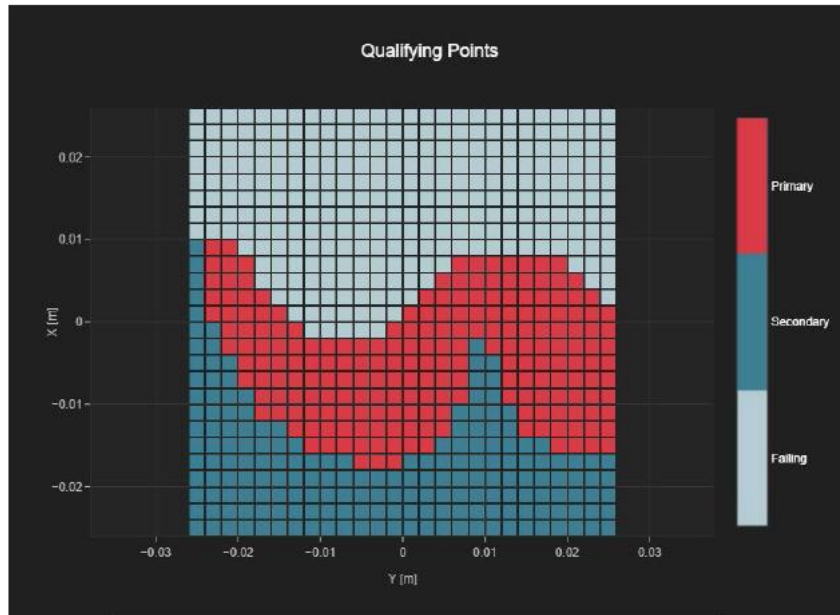 Qualifying Points
0.02
0.01
0
−0.01
−0.02
X [m]
−0.03
−0.02
−0.01
0
0.01
0.02
0.03
Y [m]
Primary
Secondary
Failing